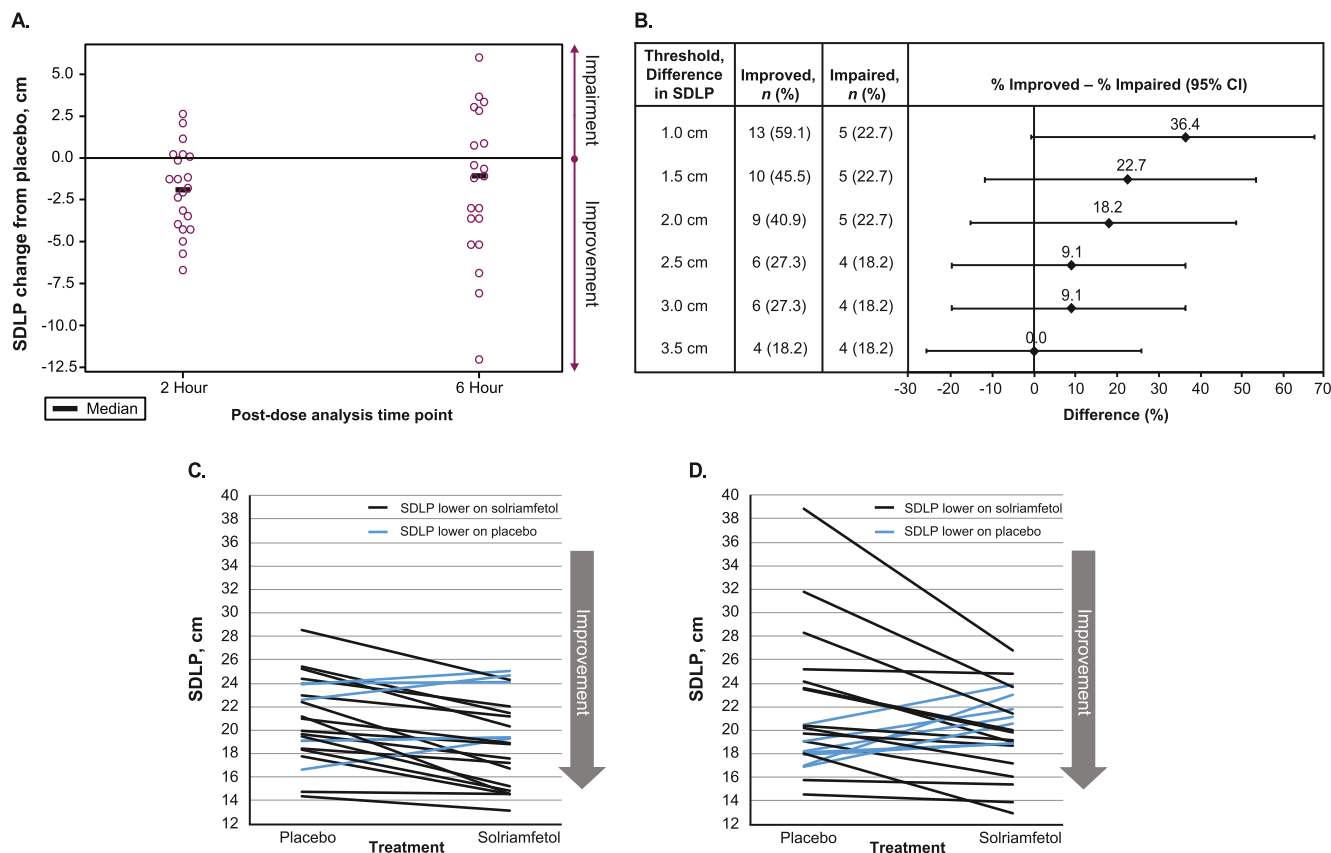 A.
SDLP change from placebo, cm
5.0
2.5
0.0
-2.5
-5.0
-7.5
-10.0
-12.5
2 Hour
6 Hour
Impairment
Improvement
Median
Post-dose analysis time point
B.
Threshold,
Difference
in SDLP
Improved,
n (%)
Impaired,
n (%)
% Improved – % Impaired (95% CI)
1.0 cm 13 (59.1) 5 (22.7) 36.4
1.5 cm 10 (45.5) 5 (22.7) 22.7
2.0 cm 9 (40.9) 5 (22.7) 18.2
2.5 cm 6 (27.3) 4 (18.2) 9.1
3.0 cm 6 (27.3) 4 (18.2) 9.1
3.5 cm 4 (18.2) 4 (18.2) 0.0
-30 -20 -10 0 10 20 30 40 50 60 70
Difference (%)
C.
SDLP, cm
40
38
36
34
32
30
28
26
24
22
20
18
16
14
12
SDLP lower on solriamfetol
SDLP lower on placebo
Improvement
Placebo
Solriamfetol
Treatment
D.
SDLP, cm
40
38
36
34
32
30
28
26
24
22
20
18
16
14
12
SDLP lower on solriamfetol
SDLP lower on placebo
Improvement
Placebo
Solriamfetol
Treatment